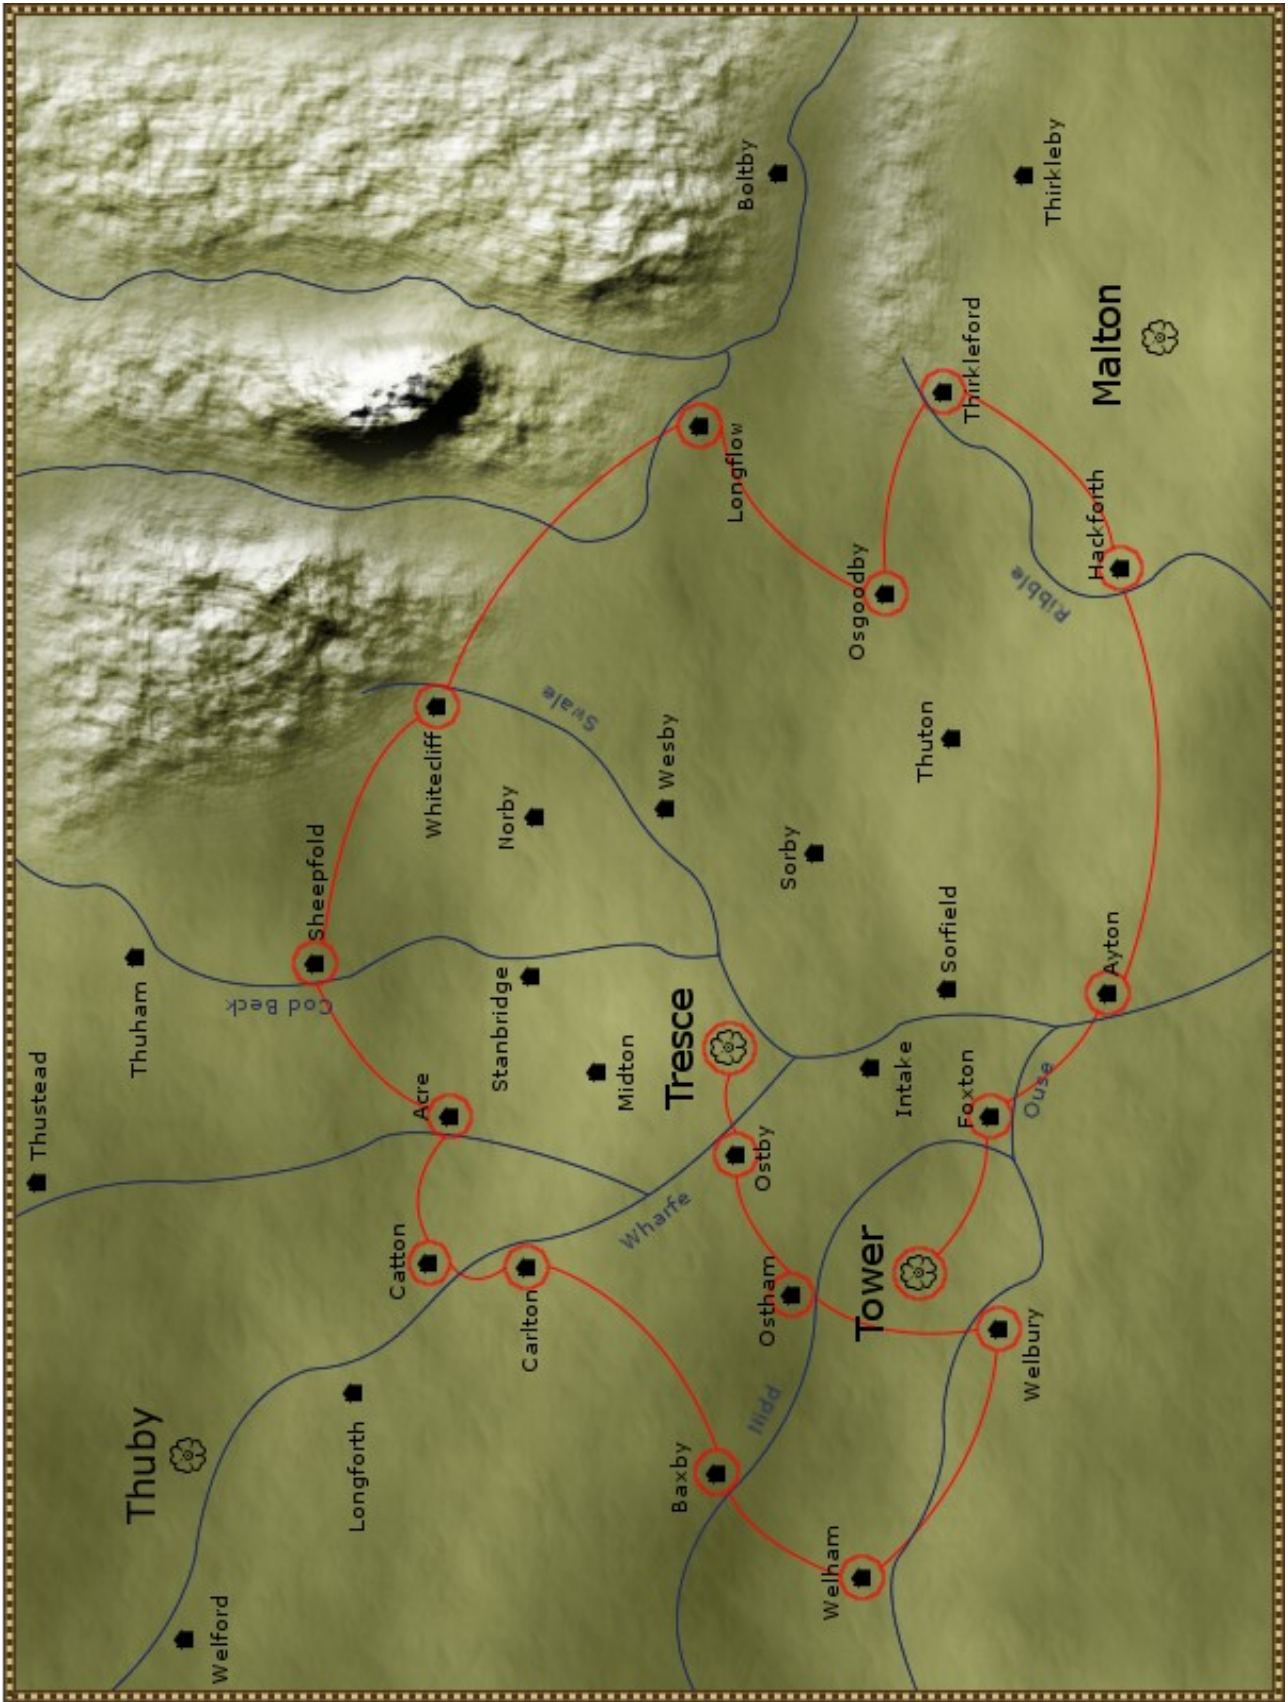 Thustead
Thuham
Thuby
Welford
Cod Beck
Sheepfold
Longforth
Catton
Acre
Whitecliff
Stanbridge
Norby
Carlton
Swale
Midton
Wharfe
Wesby
Baxby
Tresce
Longflow
Boltby
Ostby
Nidd
Ostham
Sorby
Welham
Osgoodby
Tower
Intake
Thuton
Sorfield
Foxton
Thirkleford
Welbury
Ouse
Ribble
Thirkleby
Hackforth
Malton
Ayton